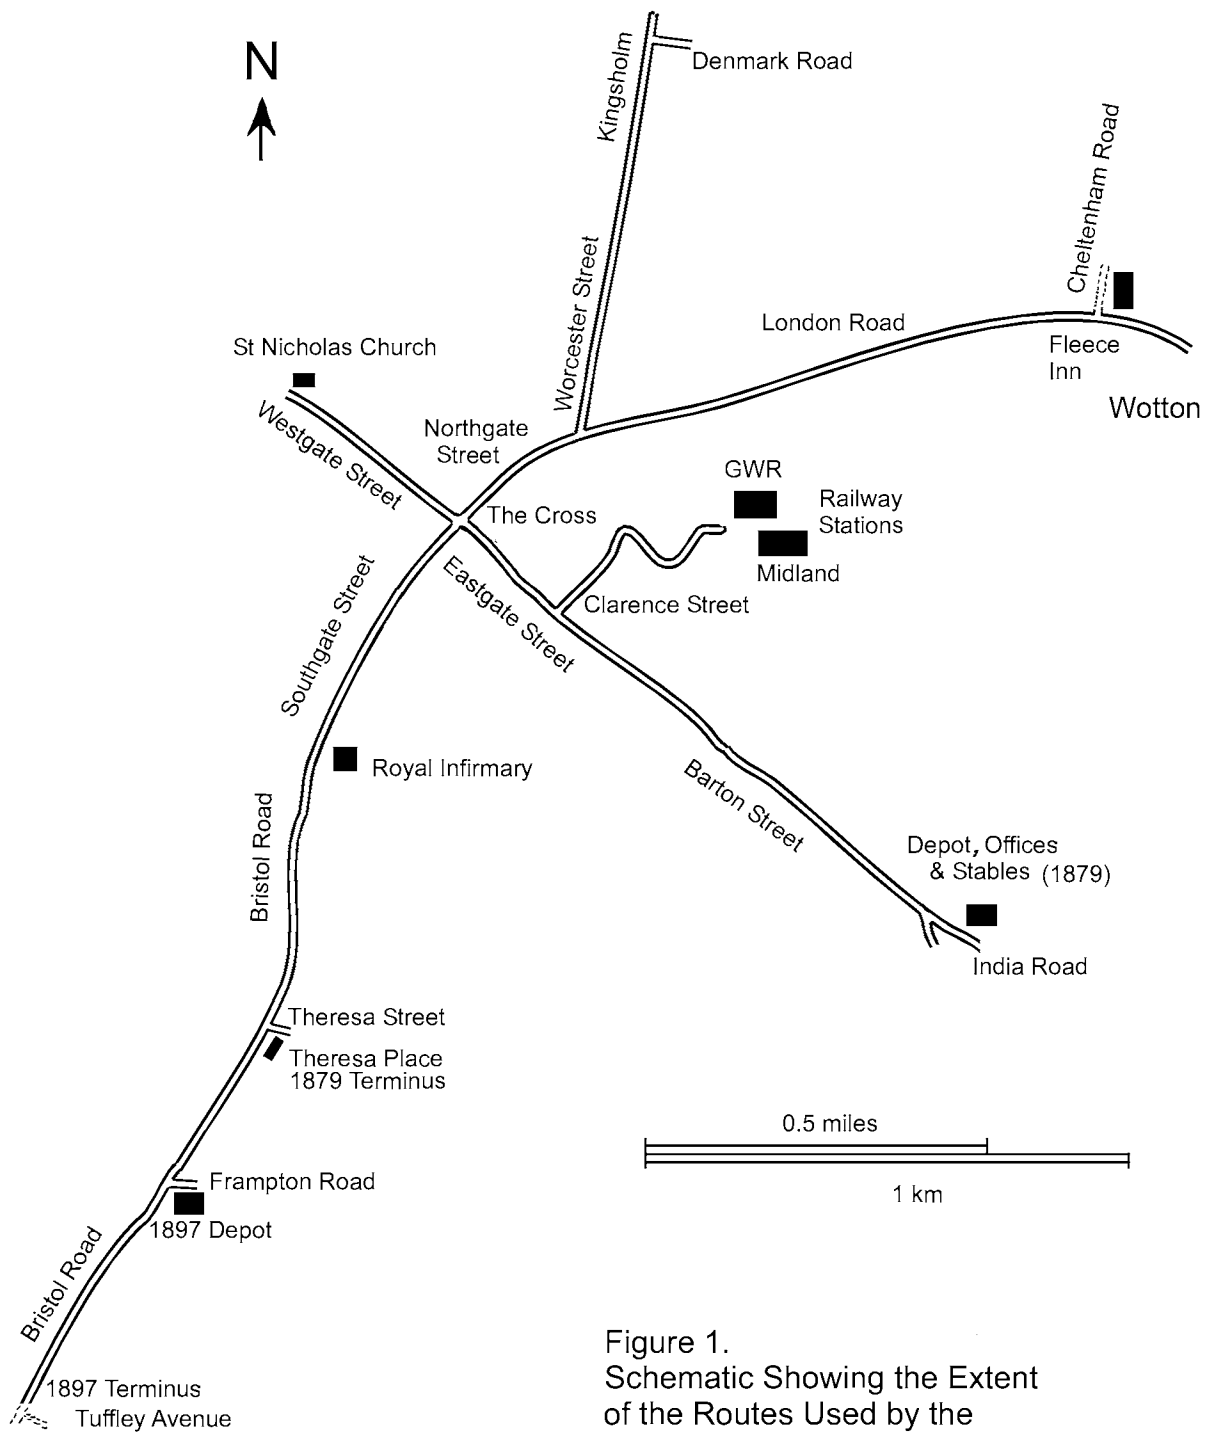 N
Kingsholm
Denmark Road
Cheltenham Road
Worcester Street
London Road
St Nicholas Church
Fleece
Inn
Wotton
Westgate Street
Northgate
Street
GWR
Railway
Stations
The Cross
Midland
Eastgate Street
Clarence Street
Southgate Street
Royal Infirmary
Barton Street
Bristol Road
Depot, Offices
& Stables (1879)
India Road
Theresa Street
Theresa Place
1879 Terminus
0.5 miles
1 km
Frampton Road
1897 Depot
Bristol Road
1897 Terminus
Tuffley Avenue
Figure 1.
Schematic Showing the Extent
of the Routes Used by the